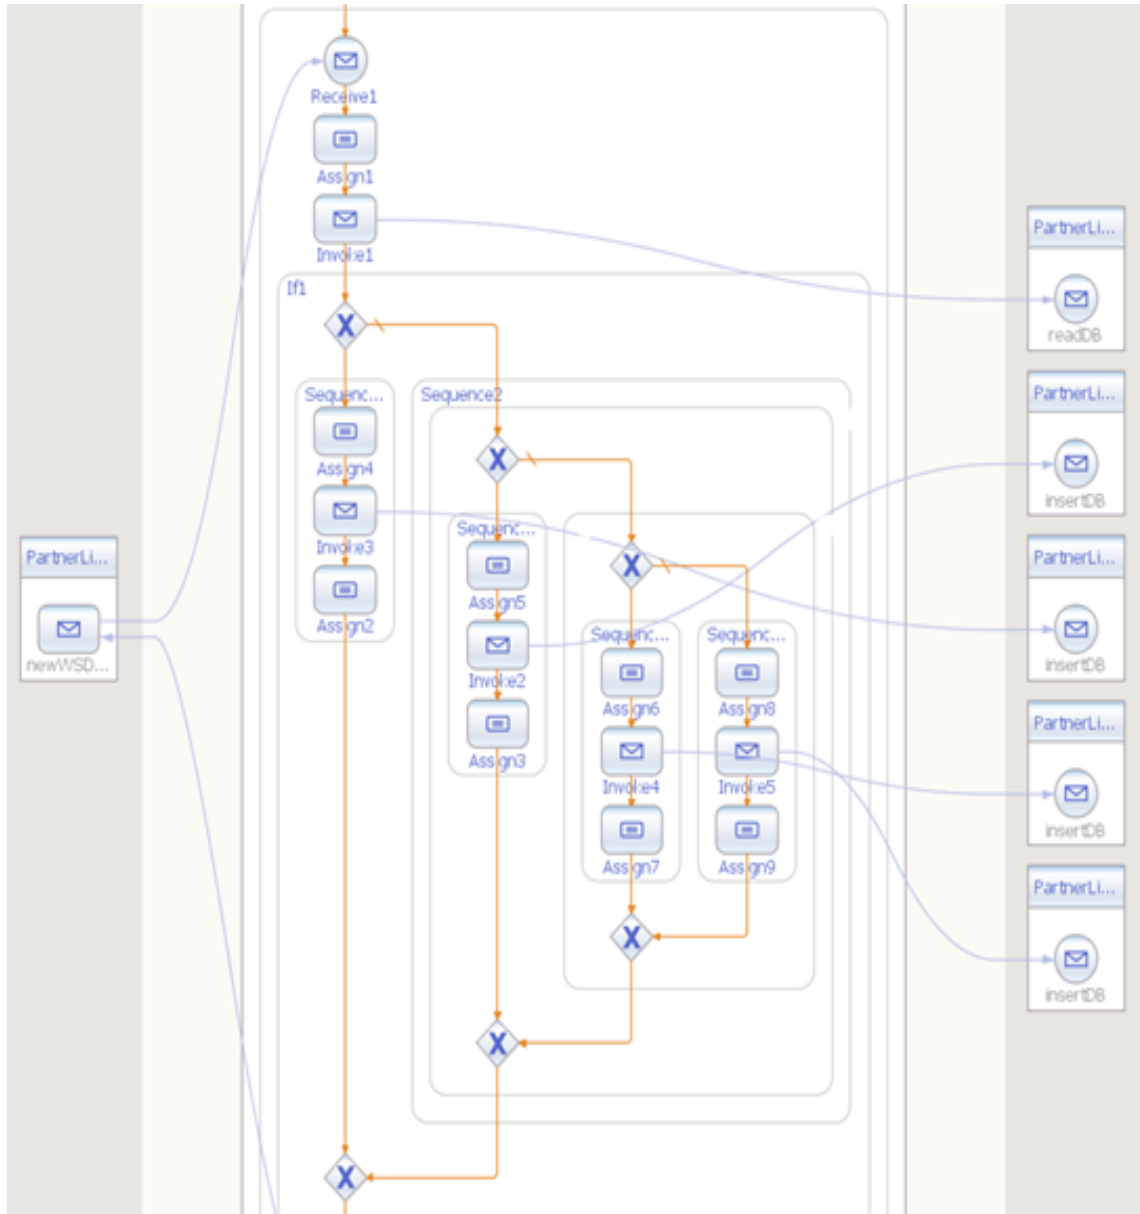 Receive1
Assign1
Invoke1
If1
Sequenc...
Assign4
Invoke3
Assign2
Sequence2
Sequenc...
Assign5
Invoke2
Assign3
Sequenc...
Assign6
Invoke4
Assign7
Sequenc...
Assign8
Invoke5
Assign9
PartnerLi...
newWSD...
PartnerLi...
readDB
PartnerLi...
insertDB
PartnerLi...
insertDB
PartnerLi...
insertDB
PartnerLi...
insertDB